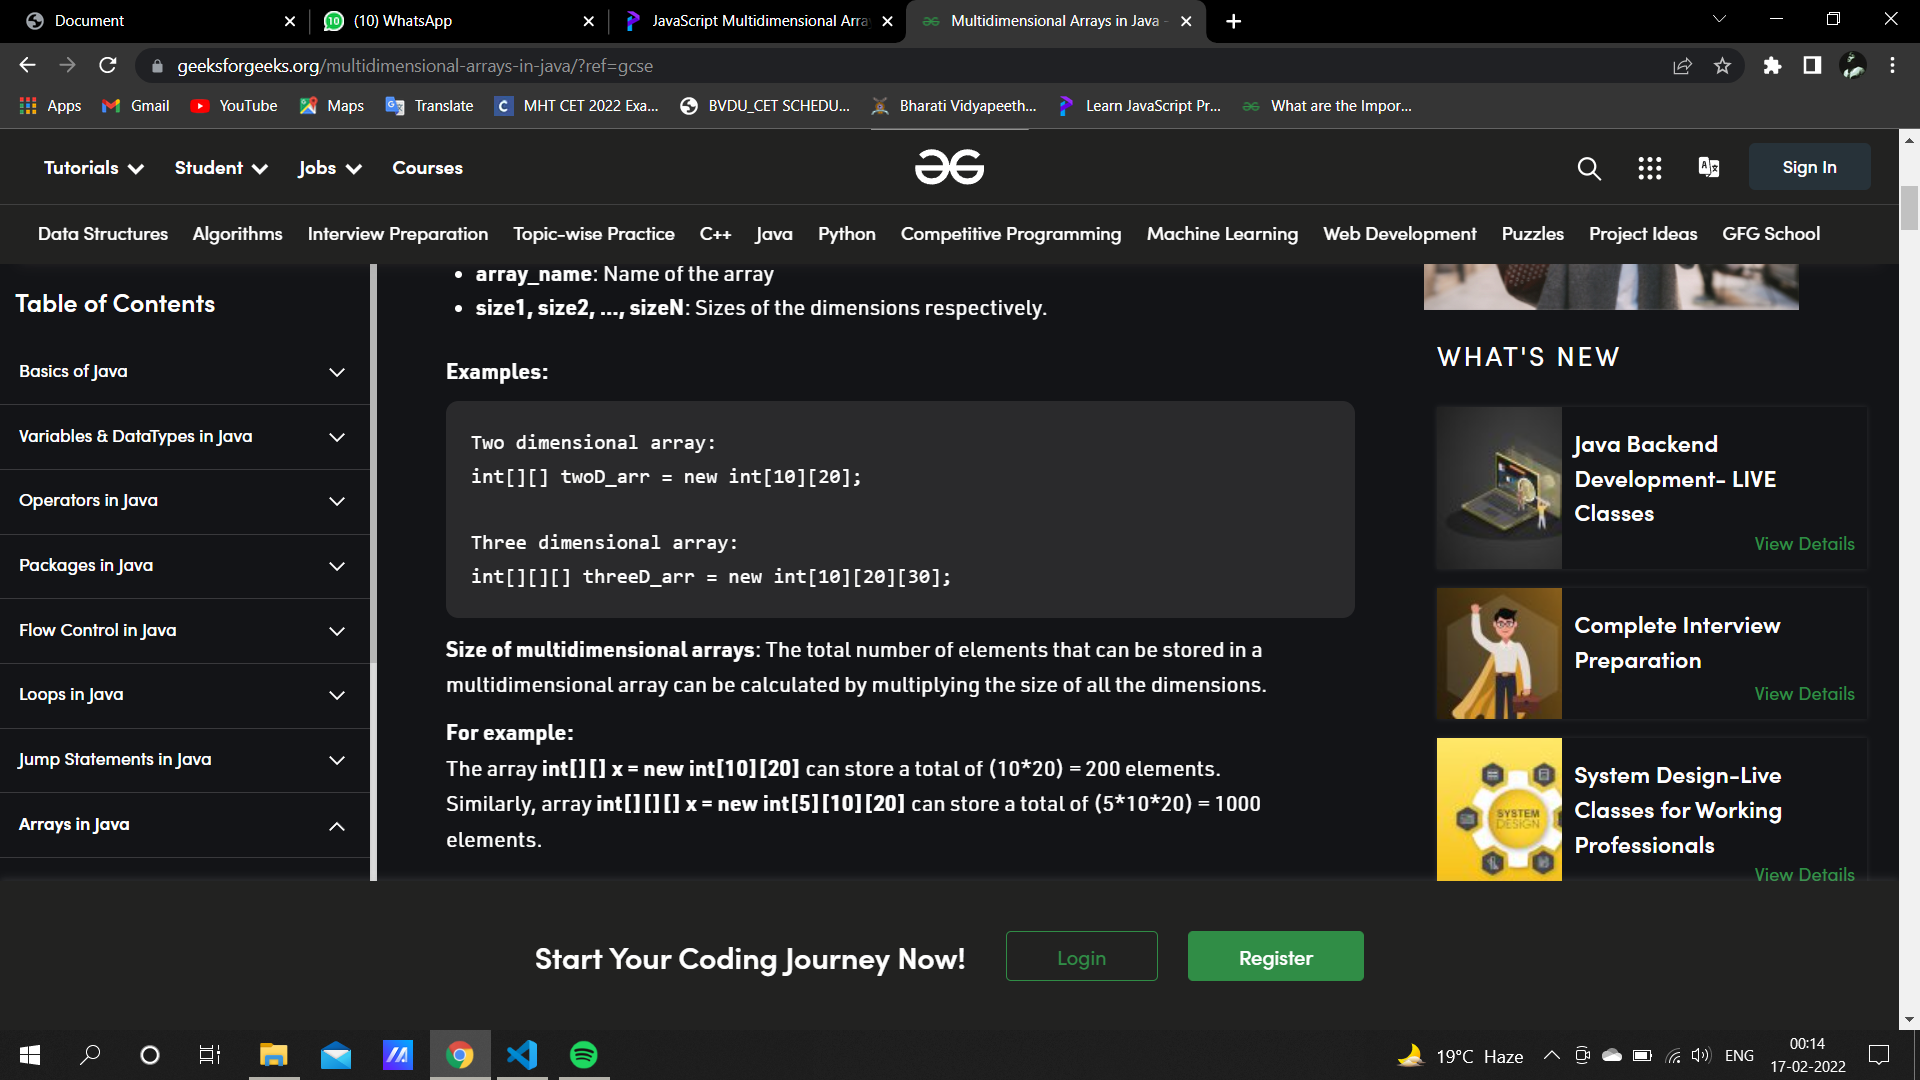 Document
(10) WhatsApp
JavaScript Multidimensional Array
Multidimensional Arrays in Java -
geeksforgeeks.org/multidimensional-arrays-in-java/?ref=gcse
Apps
Gmail
YouTube
Maps
Translate
MHT CET 2022 Exa...
BVDU_CET SCHEDU...
Bharati Vidyapeeth...
Learn JavaScript Pr...
What are the Impor...
Tutorials
Student
Jobs
Courses
Sign In
Data Structures
Algorithms
Interview Preparation
Topic-wise Practice
C++
Java
Python
Competitive Programming
Machine Learning
Web Development
Puzzles
Project Ideas
GFG School
Table of Contents
Basics of Java
Variables & DataTypes in Java
Operators in Java
Packages in Java
Flow Control in Java
Loops in Java
Jump Statements in Java
Arrays in Java
• array_name: Name of the array
• size1, size2, ..., sizeN: Sizes of the dimensions respectively.
Examples:
Two dimensional array:
int[][] twoD_arr = new int[10][20];
Three dimensional array:
int[][][] threeD_arr = new int[10][20][30];
Size of multidimensional arrays: The total number of elements that can be stored in a
multidimensional array can be calculated by multiplying the size of all the dimensions.
For example:
The array int[][] x = new int[10][20] can store a total of (10*20) = 200 elements.
Similarly, array int[][][] x = new int[5][10][20] can store a total of (5*10*20) = 1000
elements.
WHAT'S NEW
Java Backend
Development- LIVE
Classes
View Details
Complete Interview
Preparation
View Details
SYSTEM
DESIGN
System Design-Live
Classes for Working
Professionals
View Details
Start Your Coding Journey Now!
Login
Register
19°C Haze
ENG
00:14
17-02-2022